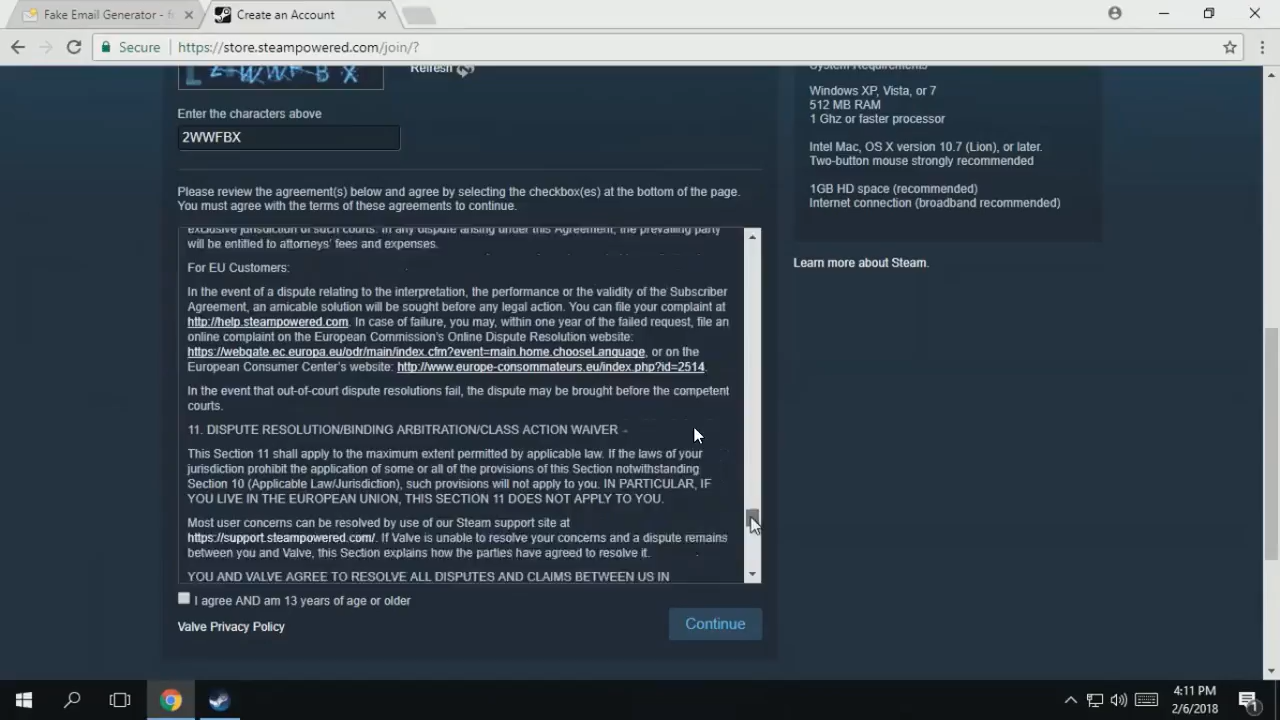 Fake Email Generator - f
Create an Account
Secure
https://store.steampowered.com/join/?
Refresh
System Requirements
Windows XP, Vista, or 7
512 MB RAM
1 Ghz or faster processor
Intel Mac, OS X version 10.7 (Lion), or later.
Two-button mouse strongly recommended
1GB HD space (recommended)
Internet connection (broadband recommended)
Learn more about Steam.
Enter the characters above
2WWFBX
Please review the agreement(s) below and agree by selecting the checkbox(es) at the bottom of the page.
You must agree with the terms of these agreements to continue.
exclusive jurisdiction of such courts. In any dispute arising under this Agreement, the prevailing party
will be entitled to attorneys' fees and expenses.
For EU Customers:
In the event of a dispute relating to the interpretation, the performance or the validity of the Subscriber
Agreement, an amicable solution will be sought before any legal action. You can file your complaint at
http://help.steampowered.com. In case of failure, you may, within one year of the failed request, file an
online complaint on the European Commission's Online Dispute Resolution website:
https://webgate.ec.europa.eu/odr/main/index.cfm?event=main.home.chooseLanguage, or on the
European Consumer Center's website: http://www.europe-consommateurs.eu/index.php?id=2514.
In the event that out-of-court dispute resolutions fail, the dispute may be brought before the competent
courts.
11. DISPUTE RESOLUTION/BINDING ARBITRATION/CLASS ACTION WAIVER -
This Section 11 shall apply to the maximum extent permitted by applicable law. If the laws of your
jurisdiction prohibit the application of some or all of the provisions of this Section notwithstanding
Section 10 (Applicable Law/Jurisdiction), such provisions will not apply to you. IN PARTICULAR, IF
YOU LIVE IN THE EUROPEAN UNION, THIS SECTION 11 DOES NOT APPLY TO YOU.
Most user concerns can be resolved by use of our Steam support site at
https://support.steampowered.com/. If Valve is unable to resolve your concerns and a dispute remains
between you and Valve, this Section explains how the parties have agreed to resolve it.
YOU AND VALVE AGREE TO RESOLVE ALL DISPUTES AND CLAIMS BETWEEN US IN
I agree AND am 13 years of age or older
Valve Privacy Policy
Continue
4:11 PM
2/6/2018
1